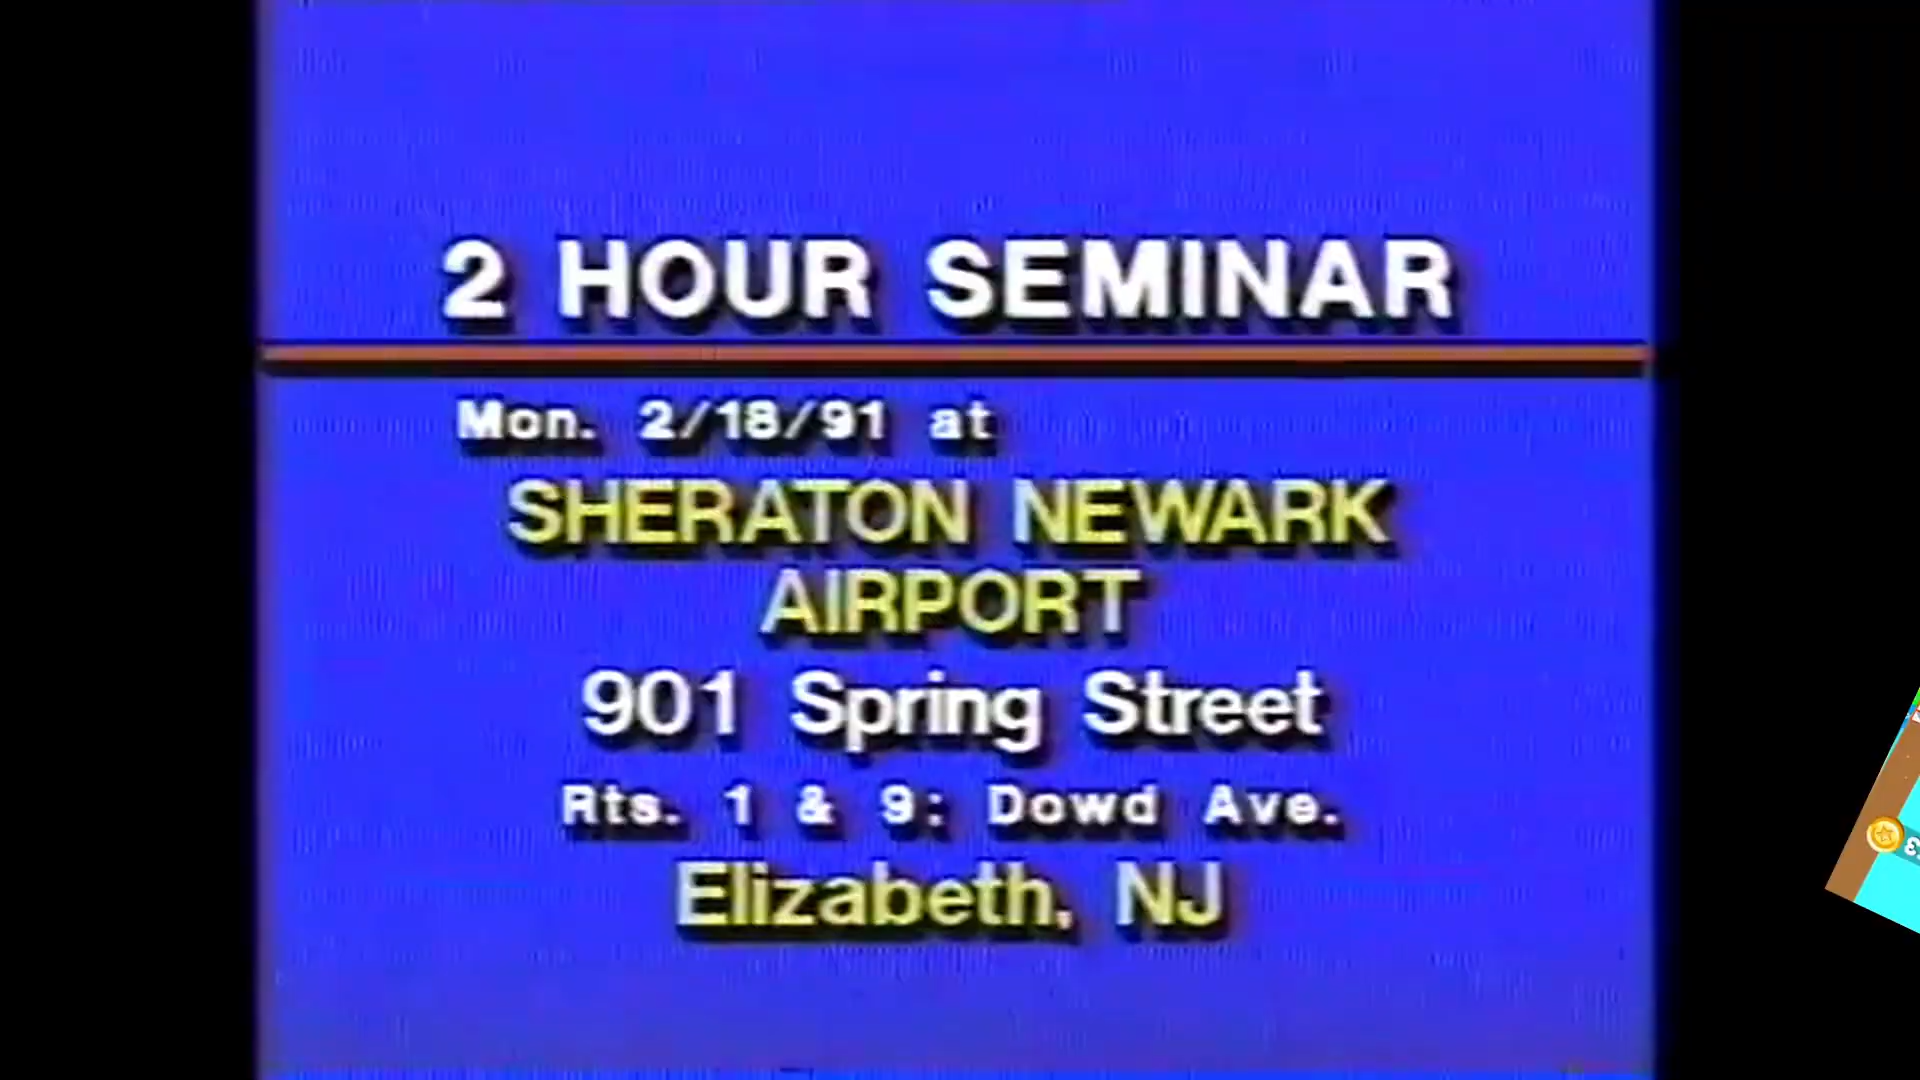 2 HOUR SEMINAR
Mon. 2/18/91 at
SHERATON NEWARK
AIRPORT
901 Spring Street
Rts. 1 & 9: Dowd Ave.
Elizabeth, NJ